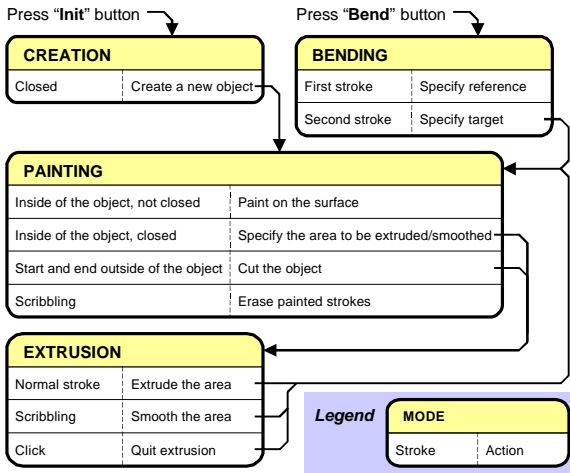 Press “Init” button
Press “Bend” button
CREATION
Closed Create a new object
BENDING
First stroke Specify reference
Second stroke Specify target
PAINTING
Inside of the object, not closed Paint on the surface
Inside of the object, closed Specify the area to be extruded/smoothed
Start and end outside of the object Cut the object
Scribbling Erase painted strokes
EXTRUSION
Normal stroke Extrude the area
Scribbling Smooth the area
Click Quit extrusion
Legend
MODE
Stroke Action